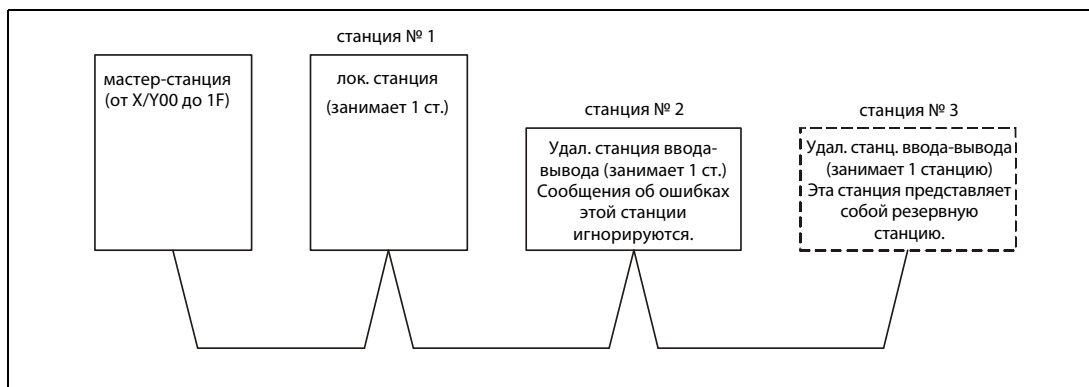 станция № 1
мастер-станция
(от X/Y00 до 1F)
лок. станция
(занимает 1 ст.)
станция № 2
Удал. станция ввода-
вывода (занимает 1 ст.)
Сообщения об ошибках
этой станции
игнорируются.
станция № 3
Удал. станц. ввода-вывода
(занимает 1 станцию)
Эта станция представляет
собой резервную
станцию.